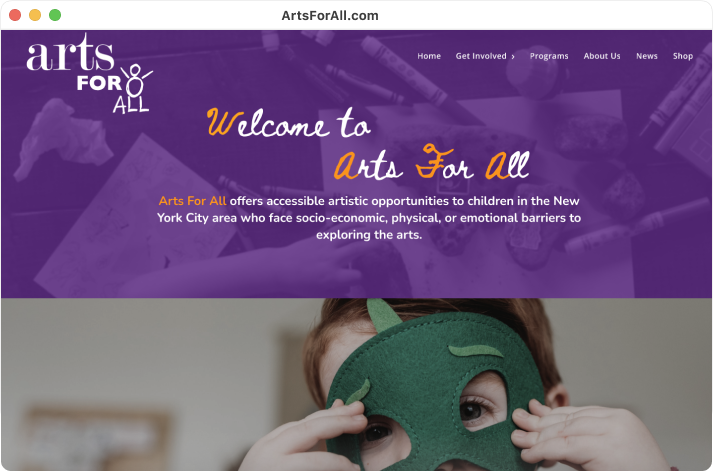 ArtsForAll.com
arts
FOR
ALL
Home Get Involved › Programs About Us News Shop
Welcome to
Arts For All
Arts For All offers accessible artistic opportunities to children in the New
York City area who face socio-economic, physical, or emotional barriers to
exploring the arts.